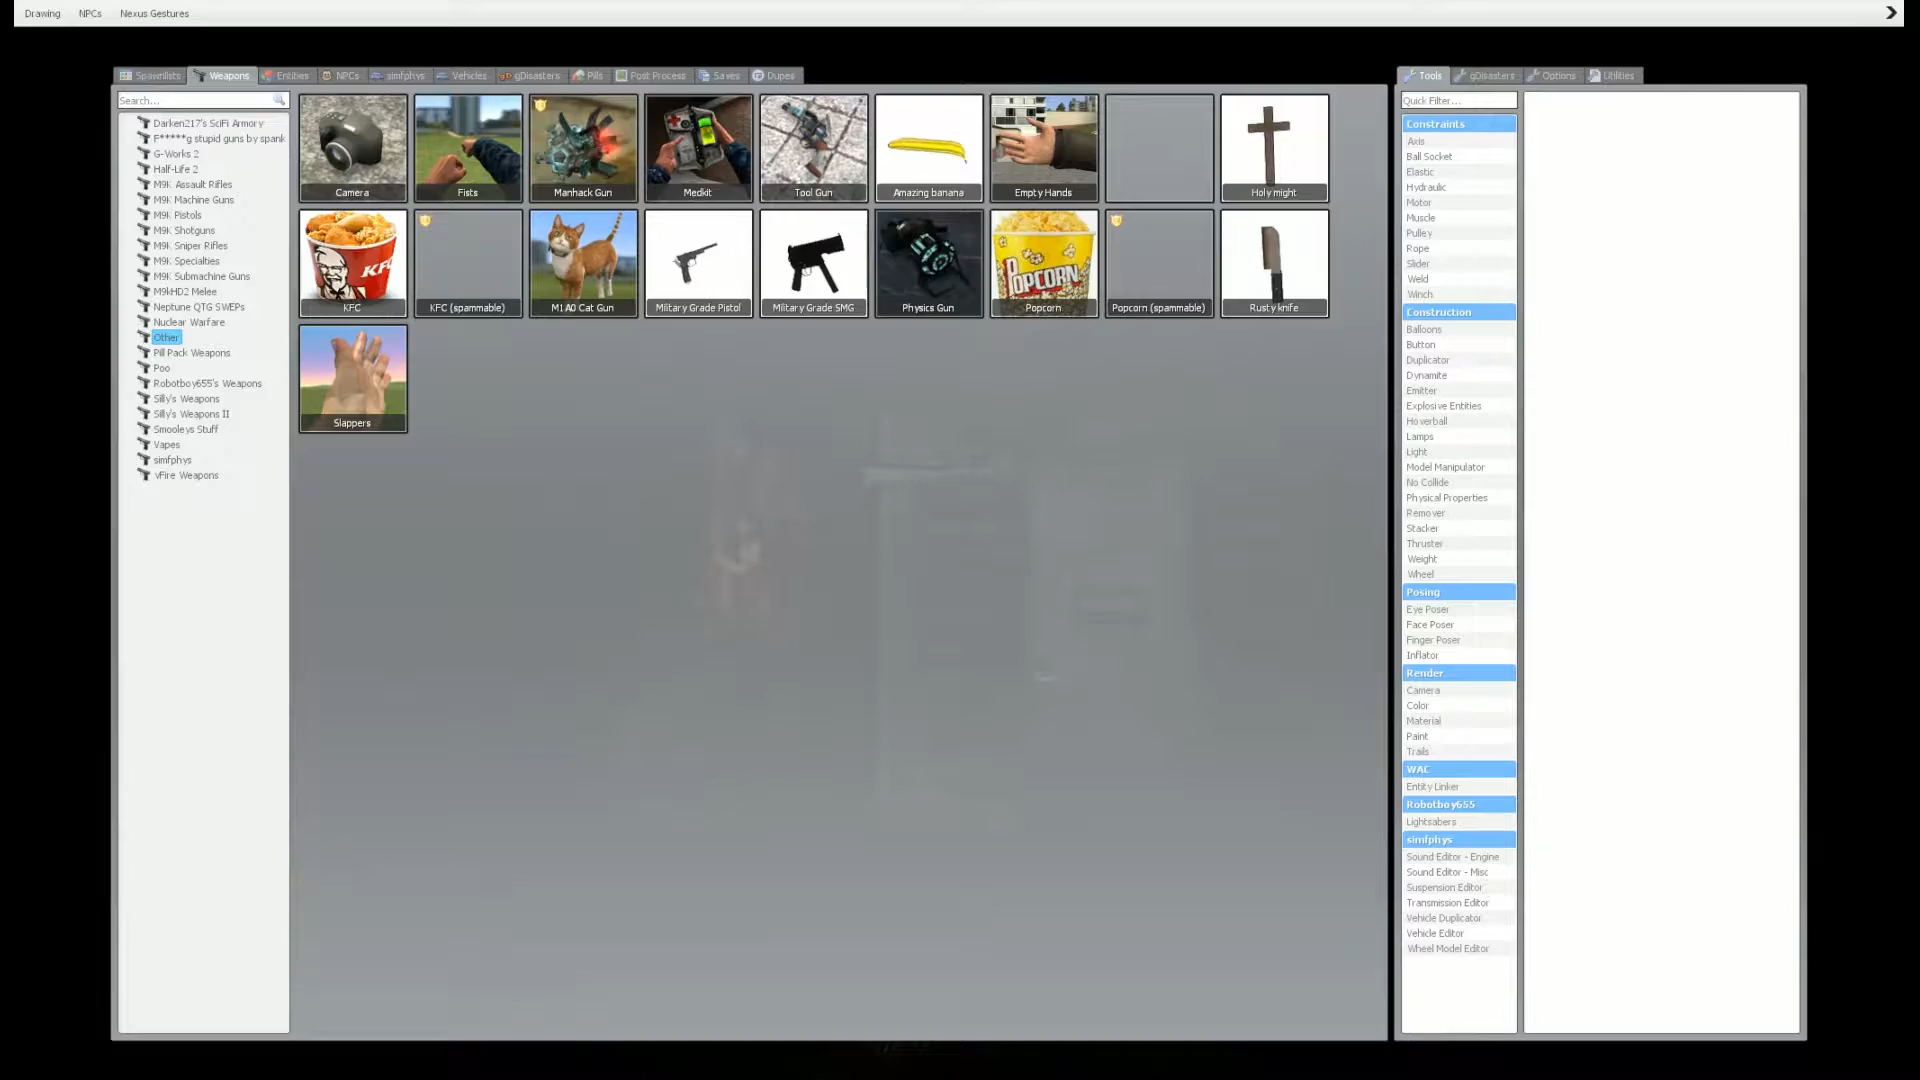 Drawing NPCs Nexus Gestures
Spawnlists Weapons Entities NPCs simfphys Vehicles gDisasters Pills Post Process Saves Dupes
Search...
Darken217's SciFi Armory
F*****g stupid guns by spank
G-Works 2
Half-Life 2
M9K Assault Rifles
M9K Machine Guns
M9K Pistols
M9K Shotguns
M9K Sniper Rifles
M9K Specialties
M9K Submachine Guns
M9kHD2 Melee
Neptune QTG SWEPs
Nuclear Warfare
Other
Pill Pack Weapons
Poo
Robotboy655's Weapons
Silly's Weapons
Silly's Weapons II
Smooleys Stuff
Vapes
simfphys
vFire Weapons
Camera
Fists
Manhack Gun
Medkit
Tool Gun
Amazing banana
Empty Hands
Holy might
KFC
KFC
KFC (spammable)
M1A0 Cat Gun
Military Grade Pistol
Military Grade SMG
Physics Gun
POPCORN
Popcorn
Popcorn (spammable)
Rusty knife
Slappers
Tools gDisasters Options Utilities
Quick Filter...
Constraints
Axis
Ball Socket
Elastic
Hydraulic
Motor
Muscle
Pulley
Rope
Slider
Weld
Winch
Construction
Balloons
Button
Duplicator
Dynamite
Emitter
Explosive Entities
Hoverball
Lamps
Light
Model Manipulator
No Collide
Physical Properties
Remover
Stacker
Thruster
Weight
Wheel
Posing
Eye Poser
Face Poser
Finger Poser
Inflator
Render
Camera
Color
Material
Paint
Trails
WAC
Entity Linker
Robotboy655
Lightsabers
simfphys
Sound Editor - Engine
Sound Editor - Misc
Suspension Editor
Transmission Editor
Vehicle Duplicator
Vehicle Editor
Wheel Model Editor